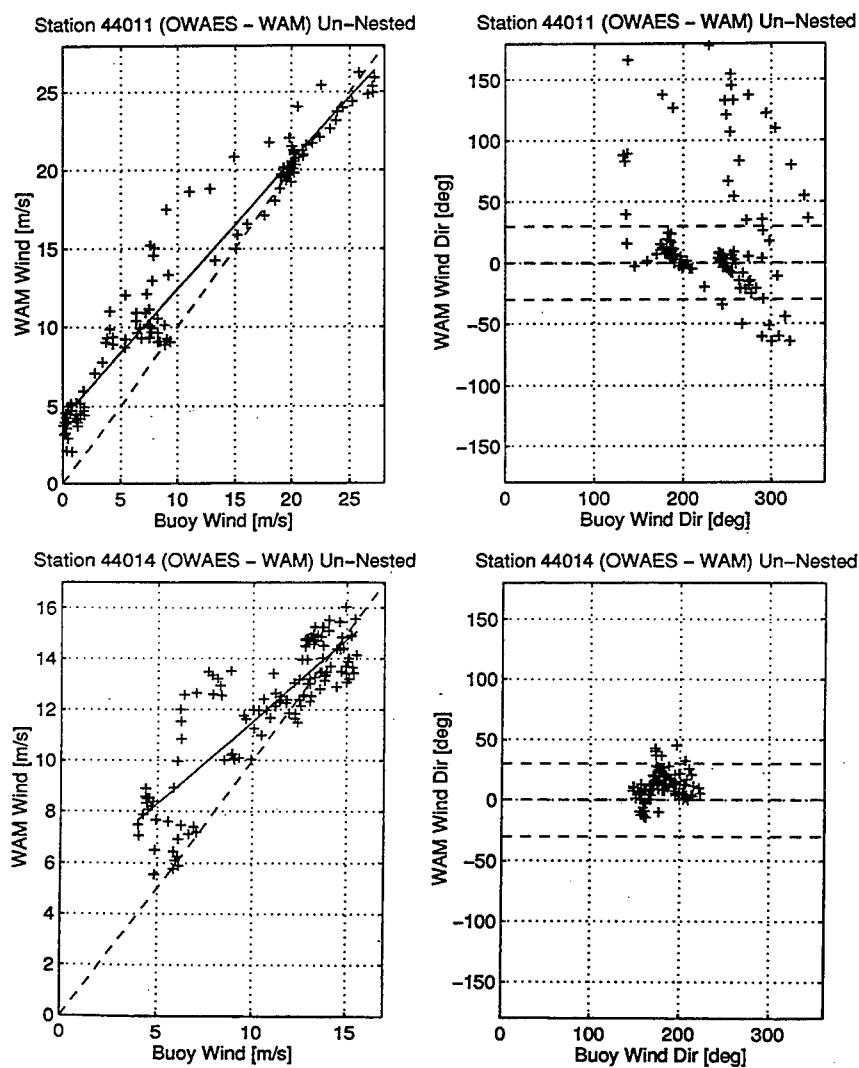 Station 44011 (OWAES – WAM) Un–Nested
WAM Wind [m/s]
25
20
15
10
5
0
0 5 10 15 20 25
Buoy Wind [m/s]
Station 44011 (OWAES – WAM) Un–Nested
WAM Wind Dir [deg]
150
100
50
0
−50
−100
−150
0 100 200 300
Buoy Wind Dir [deg]
Station 44014 (OWAES – WAM) Un–Nested
WAM Wind [m/s]
16
14
12
10
8
6
4
2
0
0 5 10 15
Buoy Wind [m/s]
Station 44014 (OWAES – WAM) Un–Nested
WAM Wind Dir [deg]
150
100
50
0
−50
−100
−150
0 100 200 300
Buoy Wind Dir [deg]